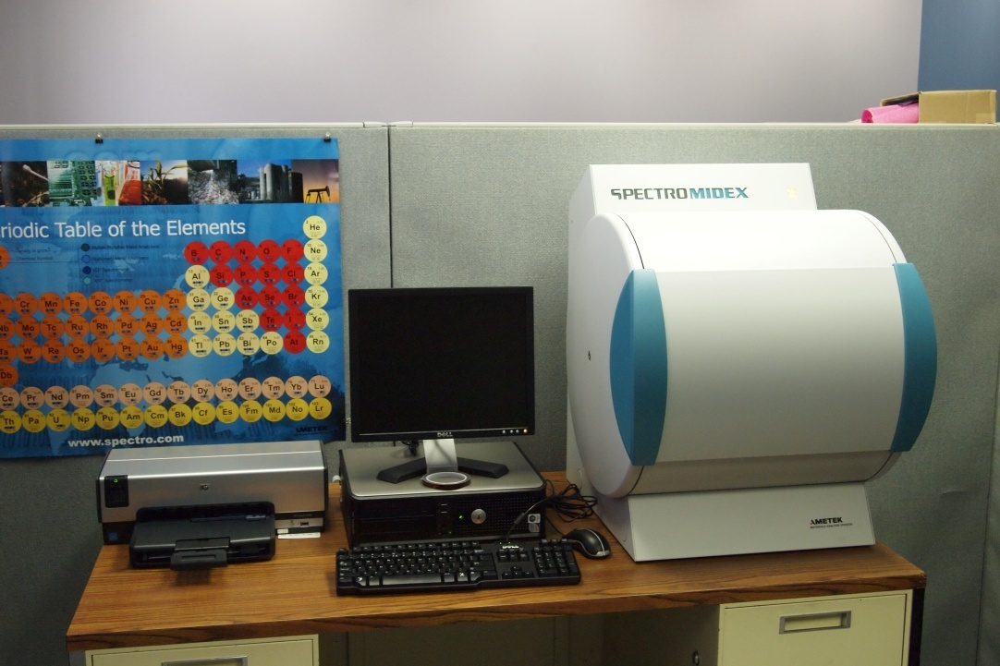 SPECTROMIDEX
riodic Table of the Elements
He
B C N O F Ne
Al Si P S Cl Ar
Cr Mn Fe Co Ni Cu Zn Ga Ge As Se Br Kr
Nb Mo Tc Ru Rh Pd Ag Cd In Sn Sb Te I Xe
Ta W Re Os Ir Pt Au Hg Tl Pb Bi Po At Rn
Db
Ce Pr Nd Pm Sm Eu Gd Tb Dy Ho Er Tm Yb Lu
Th Pa U Np Pu Am Cm Bk Cf Es Fm Md No Lr
www.spectro.com
AMETEK
DELL
DELL
AMETEK